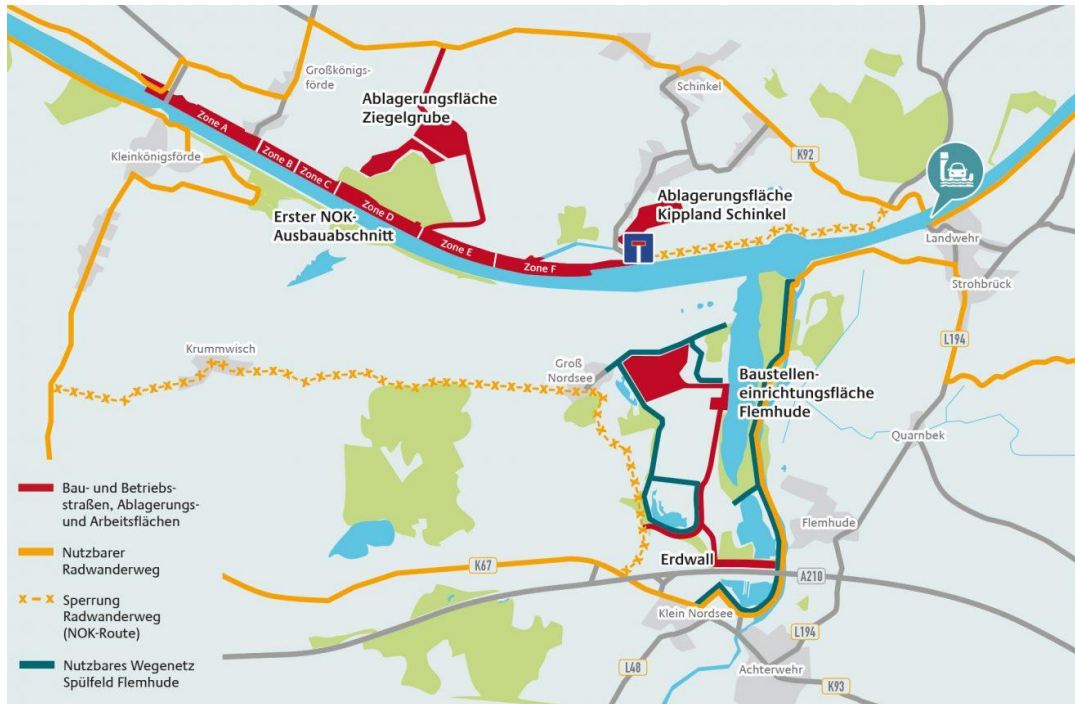 Großkönigs-
förde
Ablagerungsfläche
Ziegelgrube
Schinkel
Zone A
Zone B
Zone C
Zone D
Zone E
Zone F
Kleinkönigsförde
K92
Erster NOK-
Ausbauabschnitt
Ablagerungsfläche
Kippland Schinkel
Landwehr
Strohbrück
L194
Krummwisch
Groß
Nordsee
Baustellen-
einrichtungsfläche
Flemhude
Quarnbek
Flemhude
Erdwall
K67
A210
Klein Nordsee
L194
L48
Achterwehr
K93
Bau- und Betriebs-
straßen, Ablagerungs-
und Arbeitsflächen
Nutzbarer
Radwanderweg
Sperrung
Radwanderweg
(NOK-Route)
Nutzbares Wegenetz
Spülfeld Flemhude